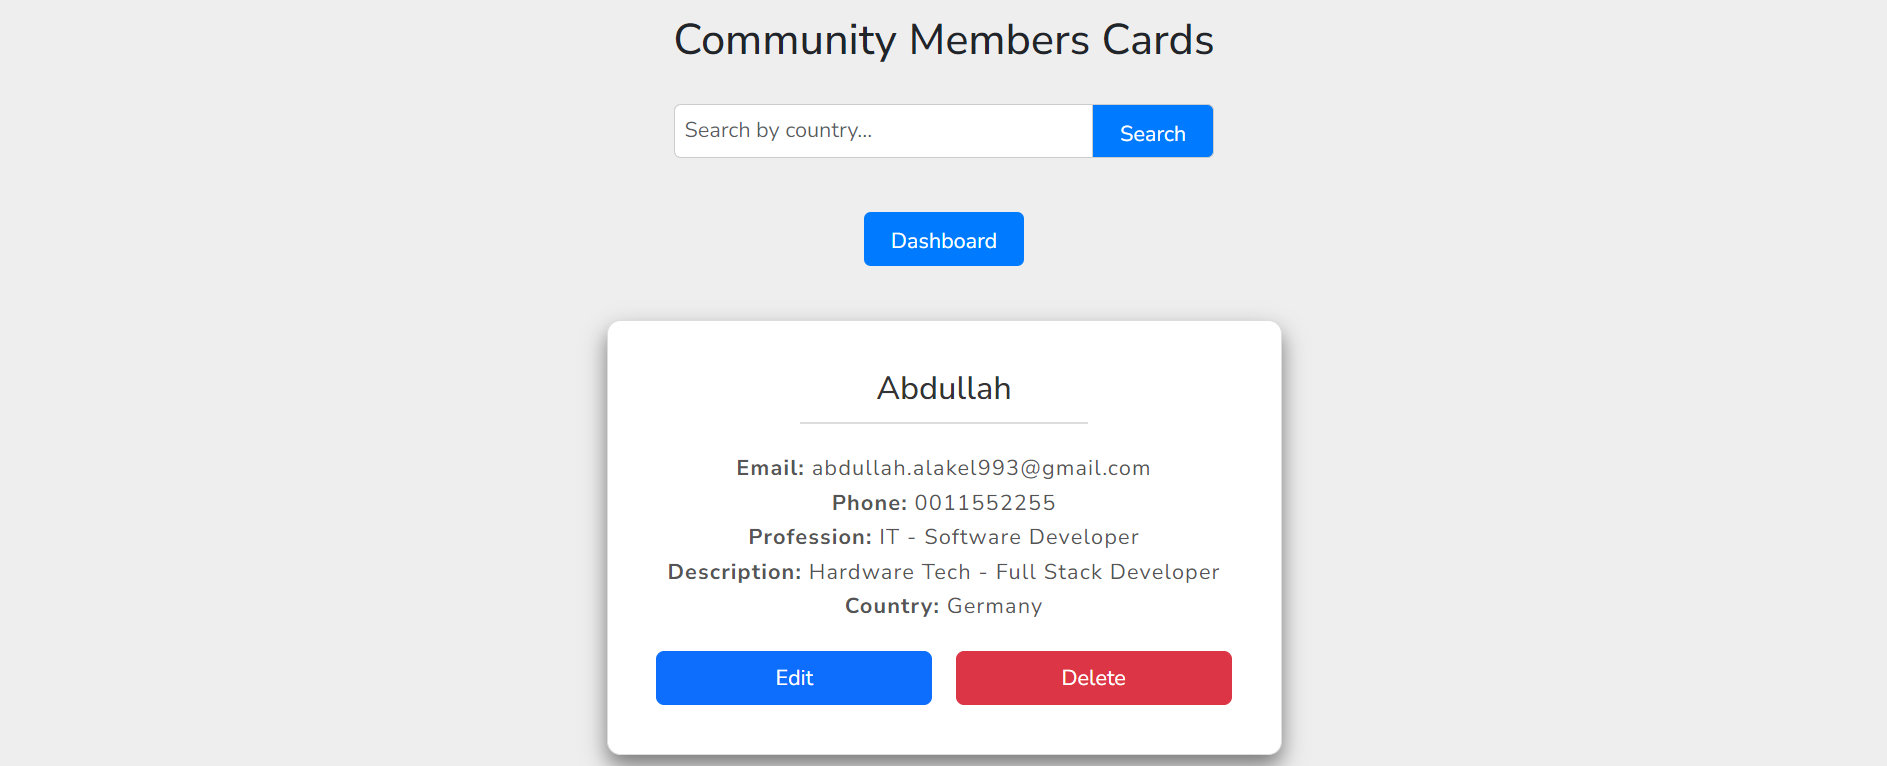 Community Members Cards
Search by country...
Search
Dashboard
Abdullah
Email: abdullah.alakel993@gmail.com
Phone: 0011552255
Profession: IT - Software Developer
Description: Hardware Tech - Full Stack Developer
Country: Germany
Edit
Delete